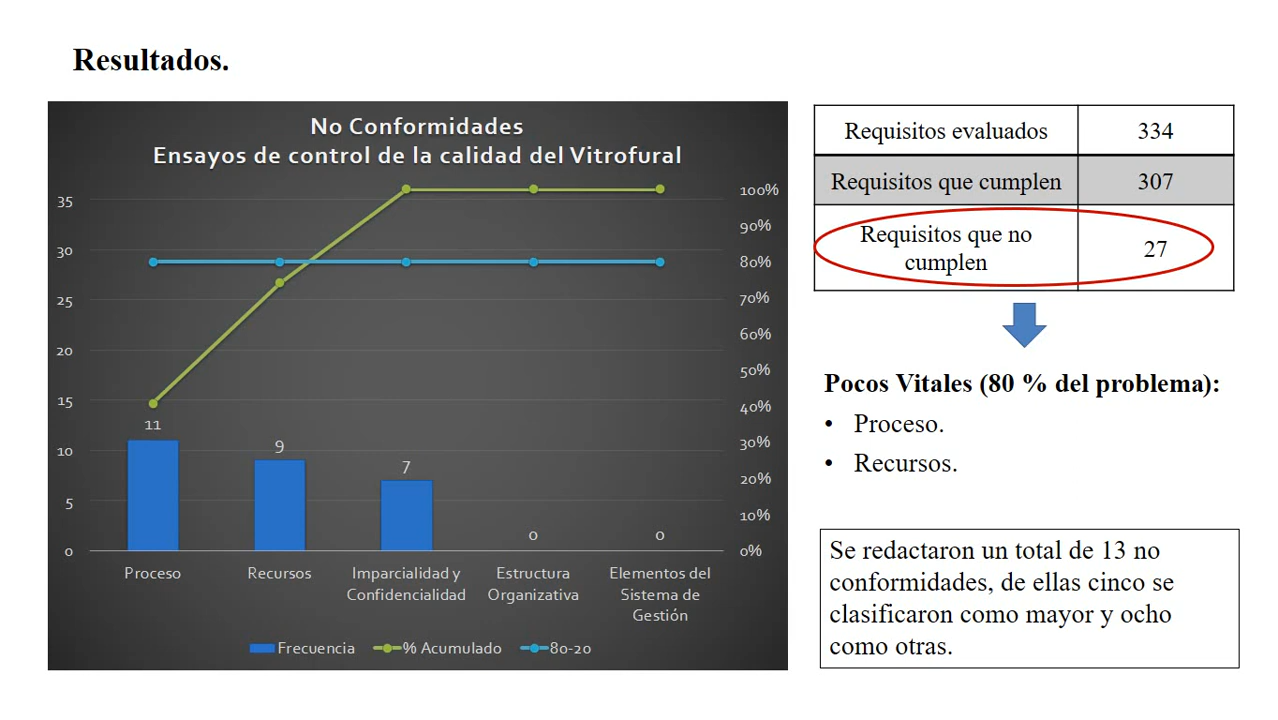 Resultados.
No Conformidades
Ensayos de control de la calidad del Vitrofural
35
30
25
20
15
10
5
0
100%
90%
80%
70%
60%
50%
40%
30%
20%
10%
0%
11
9
7
0
0
Proceso
Recursos
Imparcialidad y
Confidencialidad
Estructura
Organizativa
Elementos del
Sistema de
Gestión
Frecuencia
% Acumulado
80-20
Requisitos evaluados 334
Requisitos que cumplen 307
Requisitos que no
cumplen 27
Pocos Vitales (80 % del problema):
• Proceso.
• Recursos.
Se redactaron un total de 13 no
conformidades, de ellas cinco se
clasificaron como mayor y ocho
como otras.